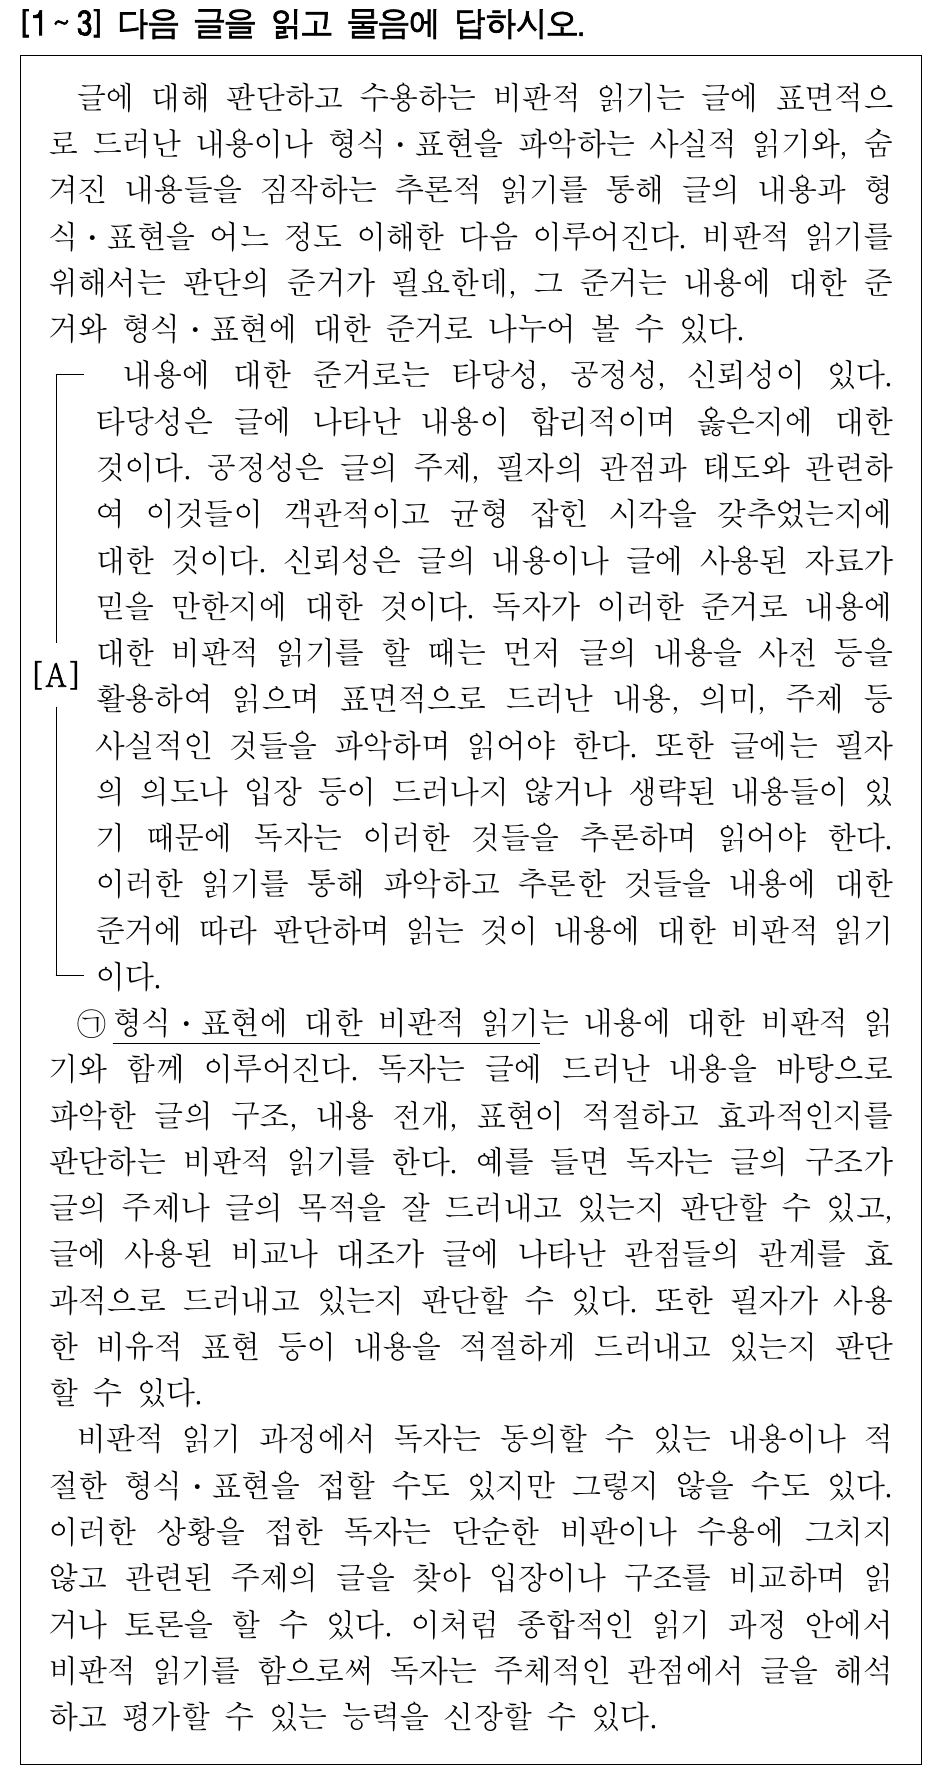 [1~3] 다음 글을 읽고 물음에 답하시오.
글에 대해 판단하고 수용하는 비판적 읽기는 글에 표면적으
로 드러난 내용이나 형식·표현을 파악하는 사실적 읽기와, 숨
겨진 내용들을 짐작하는 추론적 읽기를 통해 글의 내용과 형
식·표현을 어느 정도 이해한 다음 이루어진다. 비판적 읽기를
위해서는 판단의 준거가 필요한데, 그 준거는 내용에 대한 준
거와 형식·표현에 대한 준거로 나누어 볼 수 있다.
내용에 대한 준거로는 타당성, 공정성, 신뢰성이 있다.
타당성은 글에 나타난 내용이 합리적이며 옳은지에 대한
것이다. 공정성은 글의 주제, 필자의 관점과 태도와 관련하
여 이것들이 객관적이고 균형 잡힌 시각을 갖추었는지에
대한 것이다. 신뢰성은 글의 내용이나 글에 사용된 자료가
믿을 만한지에 대한 것이다. 독자가 이러한 준거로 내용에
대한 비판적 읽기를 할 때는 먼저 글의 내용을 사전 등을
[A]
활용하여 읽으며 표면적으로 드러난 내용, 의미, 주제 등
사실적인 것들을 파악하며 읽어야 한다. 또한 글에는 필자
의 의도나 입장 등이 드러나지 않거나 생략된 내용들이 있
기 때문에 독자는 이러한 것들을 추론하며 읽어야 한다.
이러한 읽기를 통해 파악하고 추론한 것들을 내용에 대한
준거에 따라 판단하며 읽는 것이 내용에 대한 비판적 읽기
이다.
㉠형식·표현에 대한 비판적 읽기는 내용에 대한 비판적 읽
기와 함께 이루어진다. 독자는 글에 드러난 내용을 바탕으로
파악한 글의 구조, 내용 전개, 표현이 적절하고 효과적인지를
판단하는 비판적 읽기를 한다. 예를 들면 독자는 글의 구조가
글의 주제나 글의 목적을 잘 드러내고 있는지 판단할 수 있고,
글에 사용된 비교나 대조가 글에 나타난 관점들의 관계를 효
과적으로 드러내고 있는지 판단할 수 있다. 또한 필자가 사용
한 비유적 표현 등이 내용을 적절하게 드러내고 있는지 판단
할 수 있다.
비판적 읽기 과정에서 독자는 동의할 수 있는 내용이나 적
절한 형식·표현을 접할 수도 있지만 그렇지 않을 수도 있다.
이러한 상황을 접한 독자는 단순한 비판이나 수용에 그치지
않고 관련된 주제의 글을 찾아 입장이나 구조를 비교하며 읽
거나 토론을 할 수 있다. 이처럼 종합적인 읽기 과정 안에서
비판적 읽기를 함으로써 독자는 주체적인 관점에서 글을 해석
하고 평가할 수 있는 능력을 신장할 수 있다.